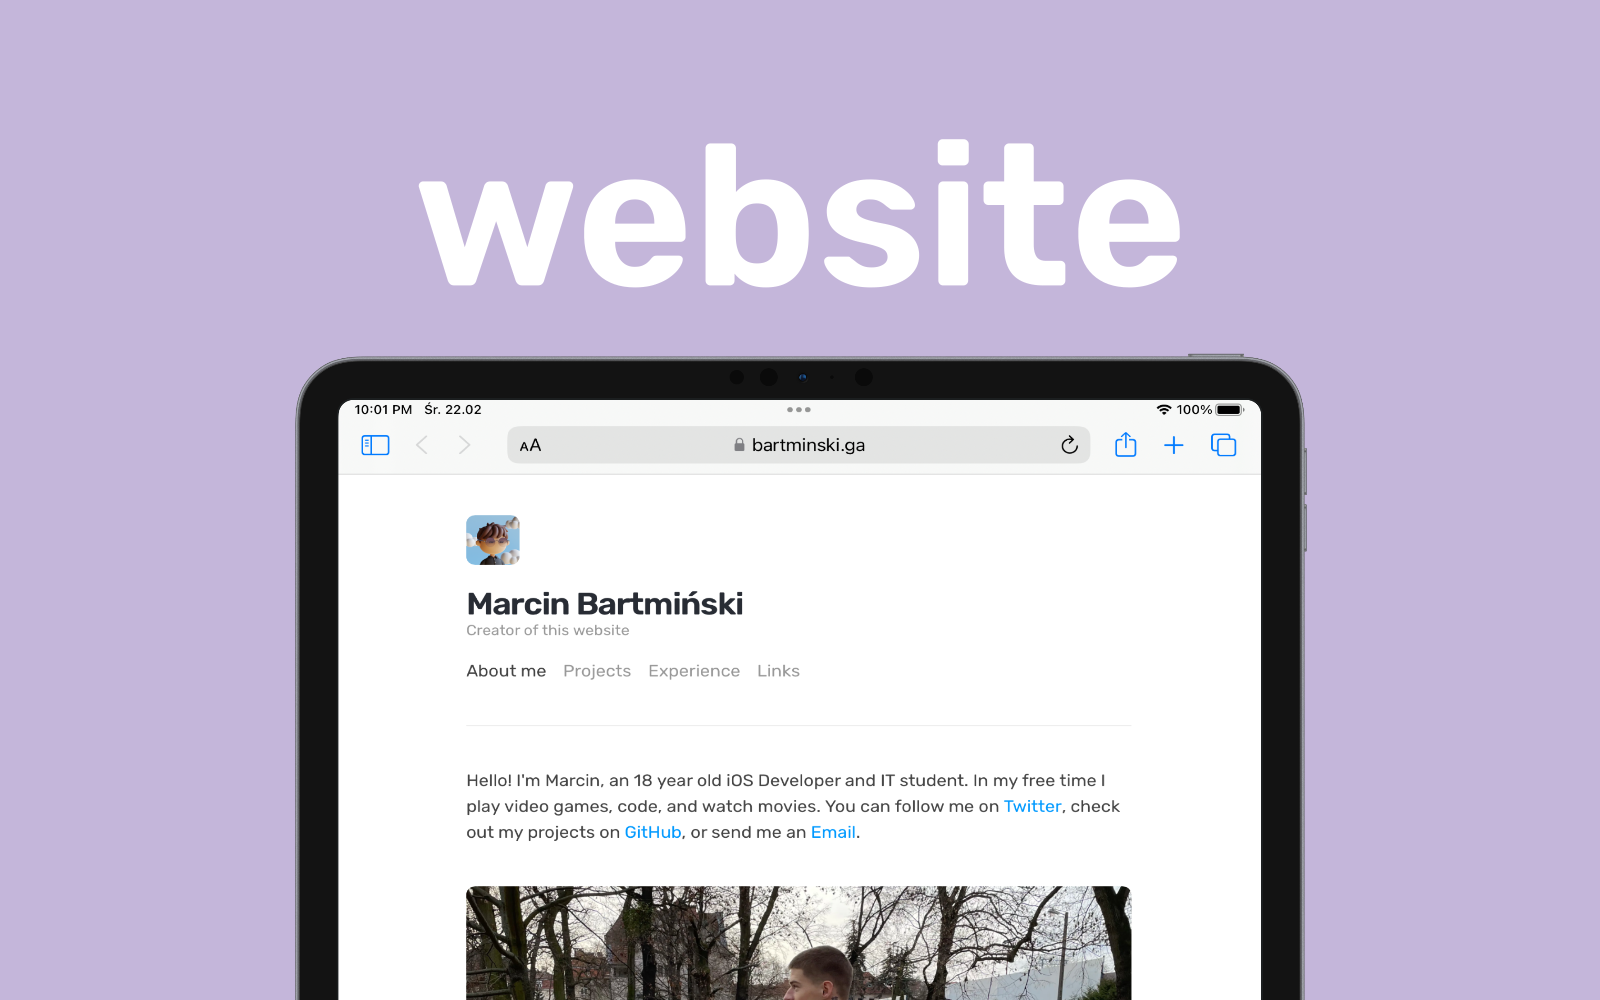 website
10:01 PM Śr. 22.02
100%
AA
bartminski.ga
Marcin Bartmiński
Creator of this website
About me Projects Experience Links
Hello! I'm Marcin, an 18 year old iOS Developer and IT student. In my free time I
play video games, code, and watch movies. You can follow me on Twitter, check
out my projects on GitHub, or send me an Email.